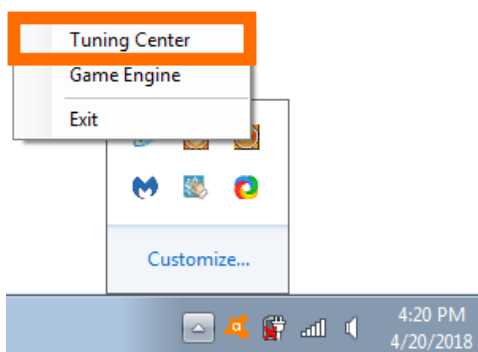 Tuning Center
Game Engine
Exit
Customize...
4:20 PM
4/20/2018